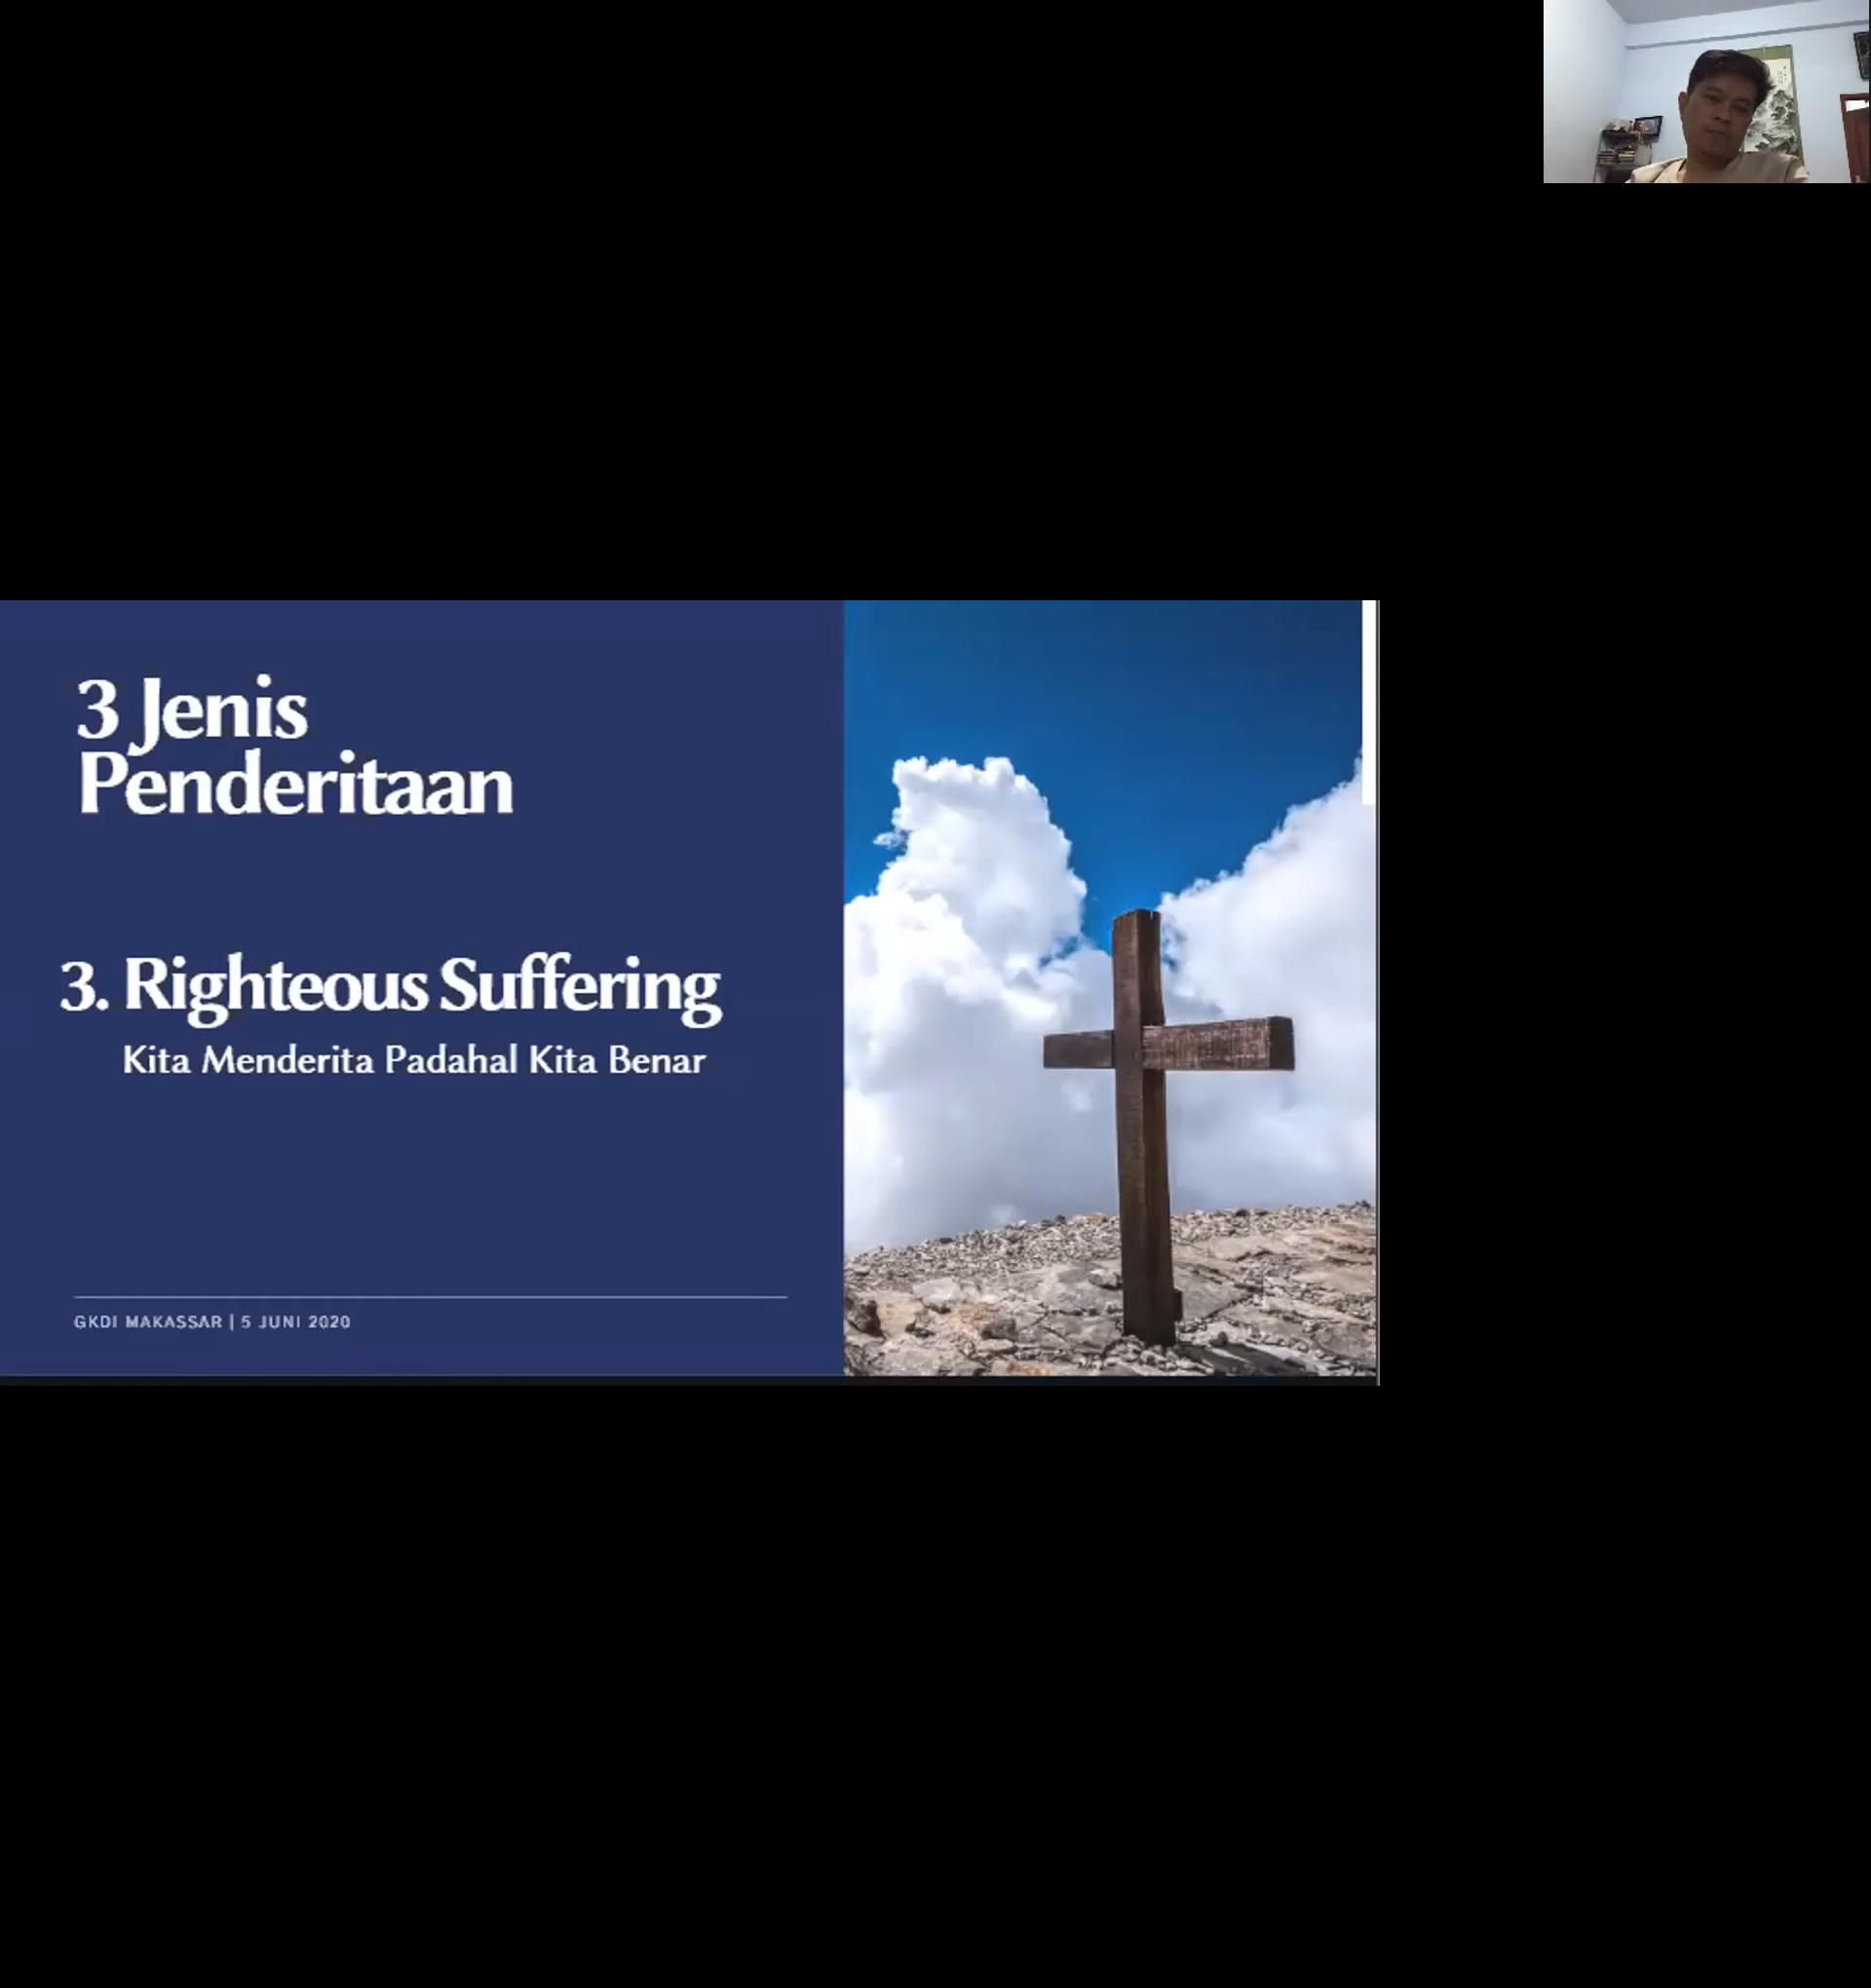 3 Jenis
Penderitaan
3. Righteous Suffering
Kita Menderita Padahal Kita Benar
GKDI MAKASSAR | 5 JUNI 2020